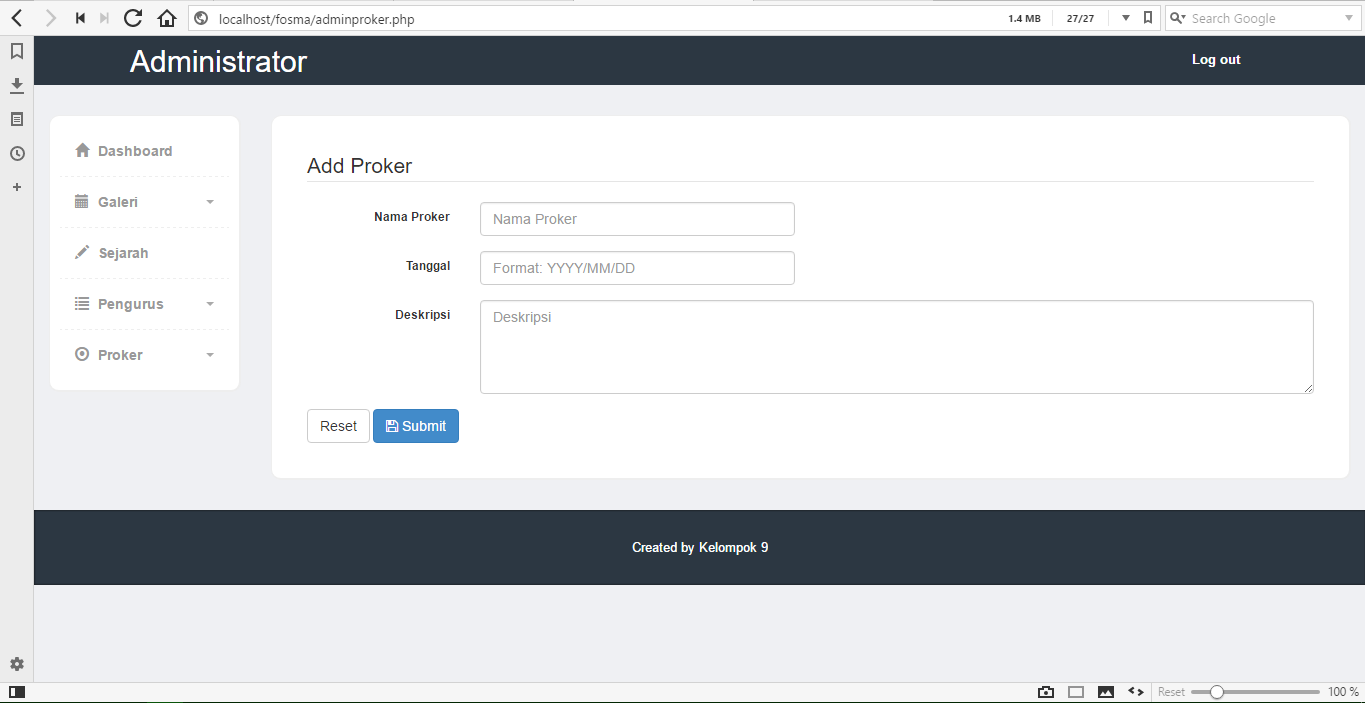 localhost/fosma/adminproker.php 1.4 MB 27/27 Search Google
Administrator Log out
Dashboard
Galeri
Sejarah
Pengurus
Proker
Add Proker
Nama Proker Nama Proker
Tanggal Format: YYYY/MM/DD
Deskripsi Deskripsi
Reset Submit
Created by Kelompok 9
Reset 100 %